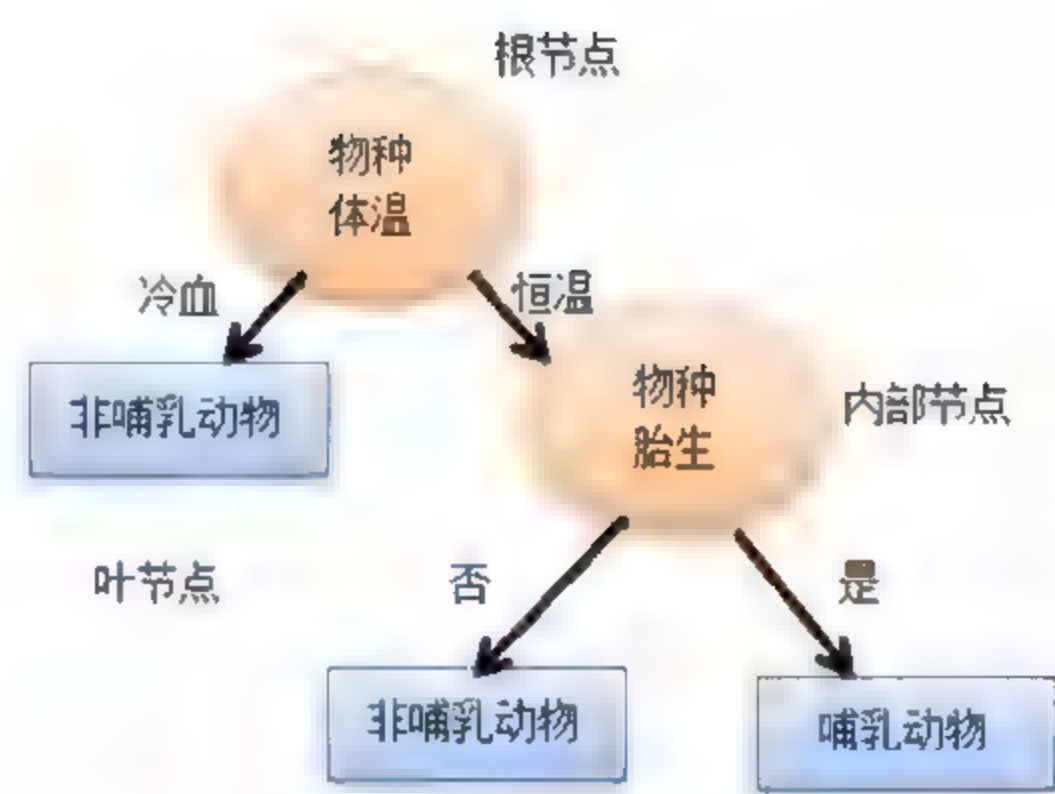 根节点
物种
体温
冷血
恒温
非哺乳动物
物种
胎生
内部节点
叶节点
否
是
非哺乳动物
哺乳动物